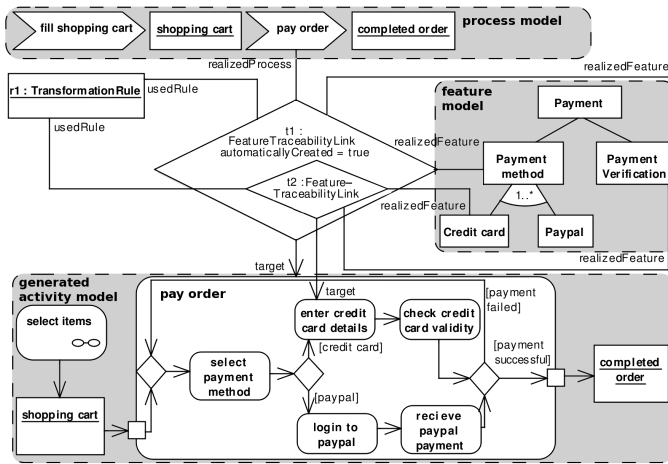 process model
fill shopping cart
shopping cart
pay order
completed order
realizedProcess
realizedFeature
r1 : TransformationRule
usedRule
usedRule
feature
model
Payment
t1 :
FeatureTraceabilityLink
automaticallyCreated = true
realizedFeature
Payment
method
Payment
Verification
t2 :Feature–
TraceabilityLink
1..*
realizedFeature
Credit card
Paypal
realizedFeature
target
generated
activity model
pay order
target
select items
enter credit
card details
check credit
card validity
[payment
failed]
[credit card]
[payment
successful]
select
payment
method
completed
order
[paypal]
shopping cart
login to
paypal
recieve
paypal
payment